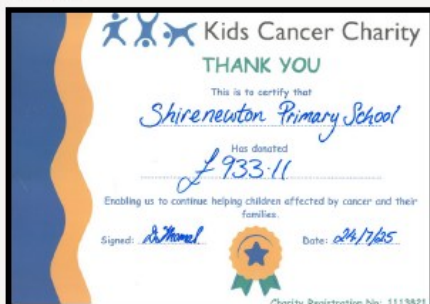 Kids Cancer Charity
THANK YOU
This is to certify that
Shirenewton Primary School
Has donated
£933.11
Enabling us to continue helping children affected by cancer and their
families.
Signed:
Date: 24/7/25
Charity Registration No: 1113821